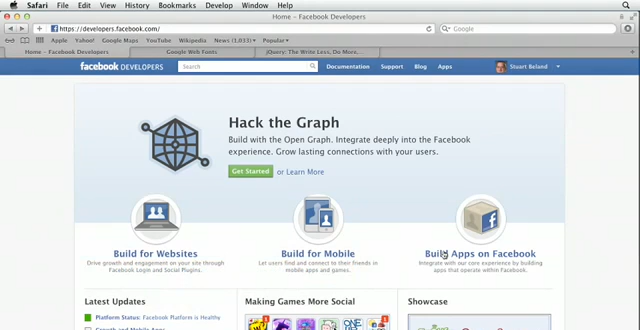 Safari File Edit View History Bookmarks Develop Window Help
Home – Facebook Developers
https://developers.facebook.com/
Google
Apple Yahoo! Google Maps YouTube Wikipedia News (1,033) Popular
Home – Facebook Developers Google Web Fonts jQuery: The Write Less, Do More...
facebook DEVELOPERS Search Documentation Support Blog Apps Stuart Beland
Hack the Graph
Build with the Open Graph. Integrate deeply into the Facebook
experience. Grow lasting connections with your users.
Get Started or Learn More
Build for Websites Build for Mobile Build Apps on Facebook
Drive growth and engagement on your site through
Facebook Login and Social Plugins.
Let users find and connect to their friends in
mobile apps and games.
Integrate with our core experience by building
apps that operate within Facebook.
Latest Updates Making Games More Social Showcase
Platform Status: Facebook Platform is Healthy
Growth and Mobile Apps